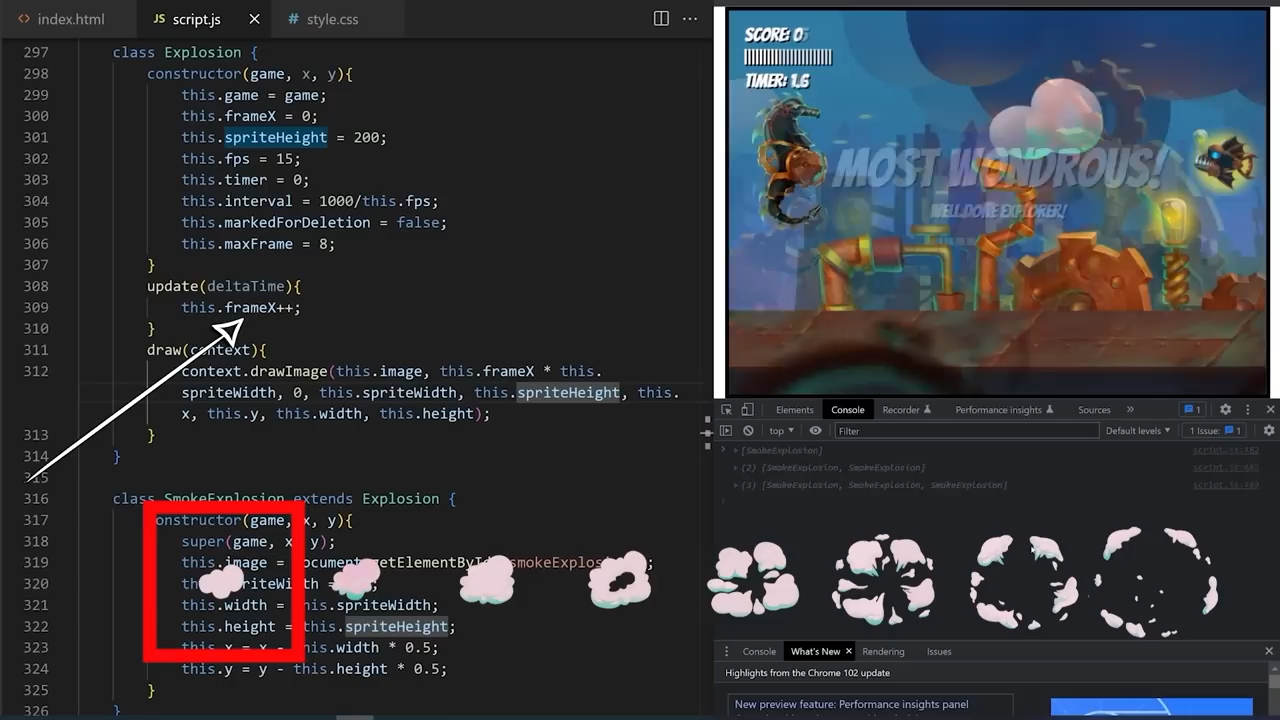 index.html
JS script.js
# style.css
297 class Explosion {
298 constructor(game, x, y){
299 this.game = game;
300 this.frameX = 0;
301 this.spriteHeight = 200;
302 this.fps = 15;
303 this.timer = 0;
304 this.interval = 1000/this.fps;
305 this.markedForDeletion = false;
306 this.maxFrame = 8;
307 }
308 update(deltaTime){
309 this.frameX++;
310 }
311 draw(context){
312 context.drawImage(this.image, this.frameX * this.
spriteWidth, 0, this.spriteWidth, this.spriteHeight, this.
x, this.y, this.width, this.height);
313 }
314 }
315
316 class SmokeExplosion extends Explosion {
317 constructor(game, x, y){
318 super(game, x, y);
319 this.image =
320
321 this.width = this.spriteWidth;
322 this.height = this.spriteHeight;
323 this.x = x - this.width * 0.5;
324 this.y = y - this.height * 0.5;
325 }
326 }
SCORE: 0
TIMER: 1.6
MOST WONDROUS!
WELL DONE EXPLORER!
Elements Console Recorder Performance insights Sources 1
top Filter Default levels 1 Issue: 1
[SmokeExplosion]
(2) [SmokeExplosion, SmokeExplosion]
(3) [SmokeExplosion, SmokeExplosion, SmokeExplosion]
Console What's New Rendering Issues
Highlights from the Chrome 102 update
New preview feature: Performance insights panel